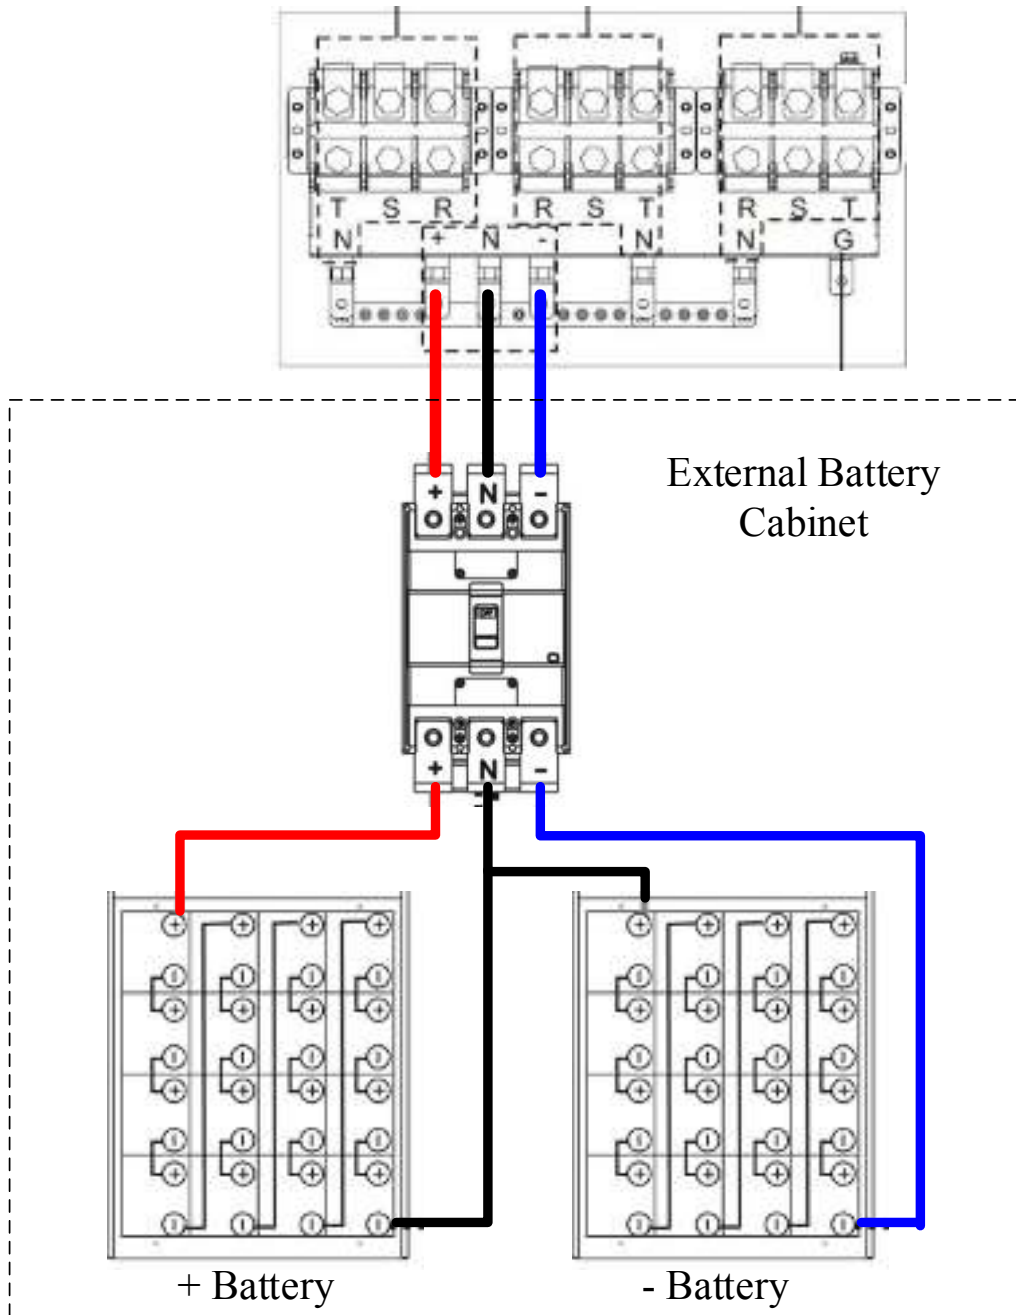 T S R R S T R S T
N + N - N N G
External Battery
Cabinet
+ N -
+ N -
+ Battery
- Battery